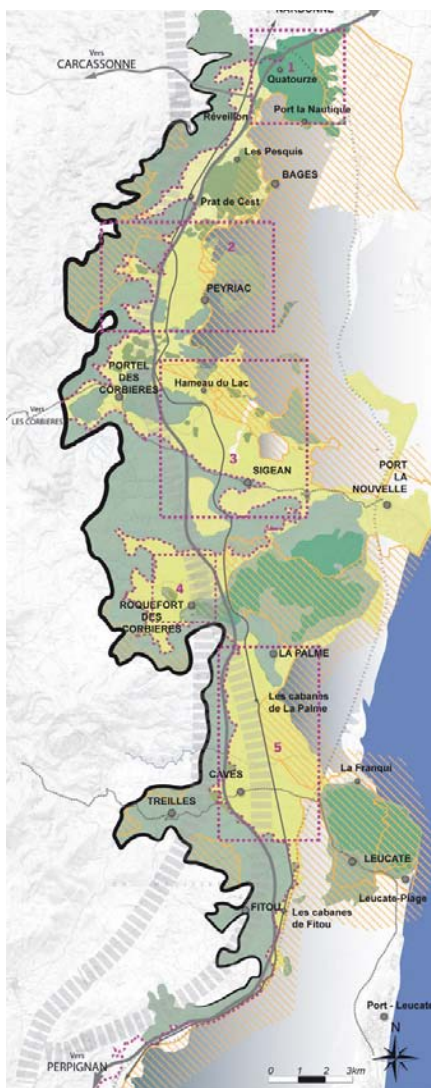 NARBONNE
Vers
CARCASSONNE
1
Quatourze
Port la Nautique
Réveillon
Les Pesquis
BAGES
Prat de Cest
2
PEYRIAC
PORTEL
DES
CORBIERES
Hameau du Lac
Vers
LES CORBIERES
3
SIGEAN
PORT
LA
NOUVELLE
4
ROQUEFORT
DES
CORBIERES
LA PALME
Les cabanes
de La Palme
5
La Franqui
CAVES
TREILLES
LEUCATE
Leucate-Plage
FITOU
Les cabanes
de Fitou
Port - Leucate
N
Vers
PERPIGNAN
0 1 2 3km